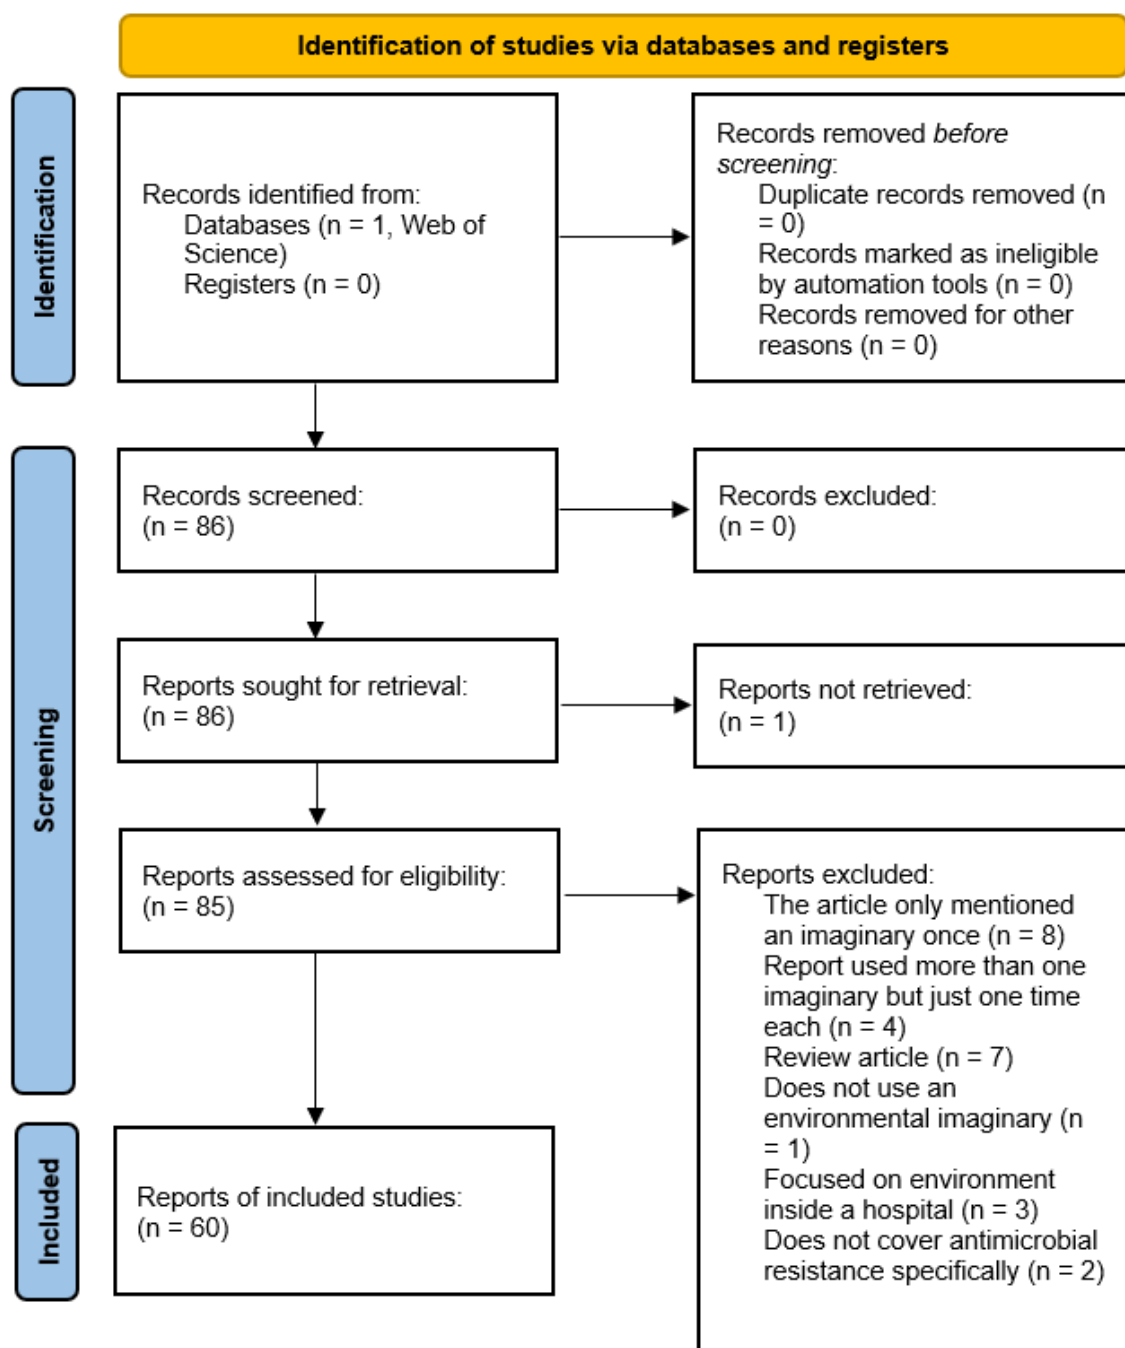 Identification of studies via databases and registers
Identification
Records identified from:
Databases (n = 1, Web of
Science)
Registers (n = 0)
Records removed before
screening:
Duplicate records removed (n
= 0)
Records marked as ineligible
by automation tools (n = 0)
Records removed for other
reasons (n = 0)
Screening
Records screened:
(n = 86)
Records excluded:
(n = 0)
Reports sought for retrieval:
(n = 86)
Reports not retrieved:
(n = 1)
Reports assessed for eligibility:
(n = 85)
Reports excluded:
The article only mentioned
an imaginary once (n = 8)
Report used more than one
imaginary but just one time
each (n = 4)
Review article (n = 7)
Does not use an
environmental imaginary (n
= 1)
Focused on environment
inside a hospital (n = 3)
Does not cover antimicrobial
resistance specifically (n = 2)
Included
Reports of included studies:
(n = 60)